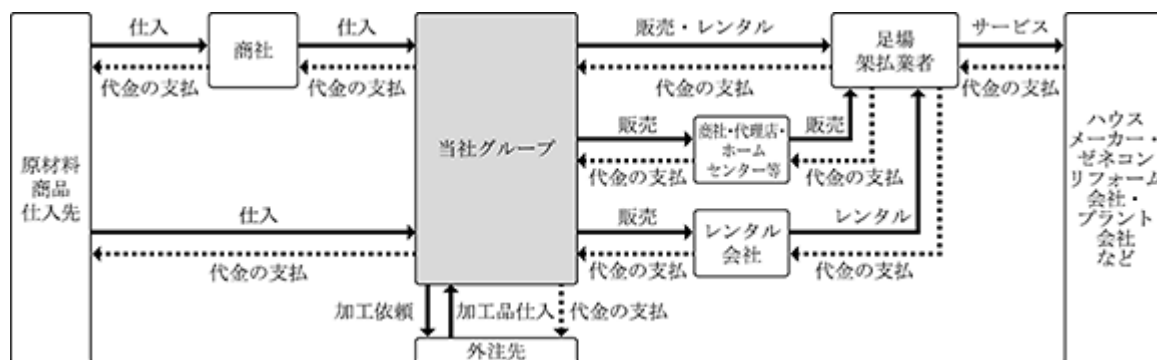 仕入
仕入
販売・レンタル
サービス
商社
足場
架払業者
代金の支払
代金の支払
代金の支払
代金の支払
販売
商社・代理店・
ホーム
センター等
販売
当社グループ
代金の支払
代金の支払
原材料
商品
仕入先
ハウス
メーカー・
ゼネコン
リフォーム
会社・
プラント
会社
など
仕入
販売
レンタル
会社
レンタル
代金の支払
代金の支払
代金の支払
加工依頼
加工品仕入
代金の支払
外注先